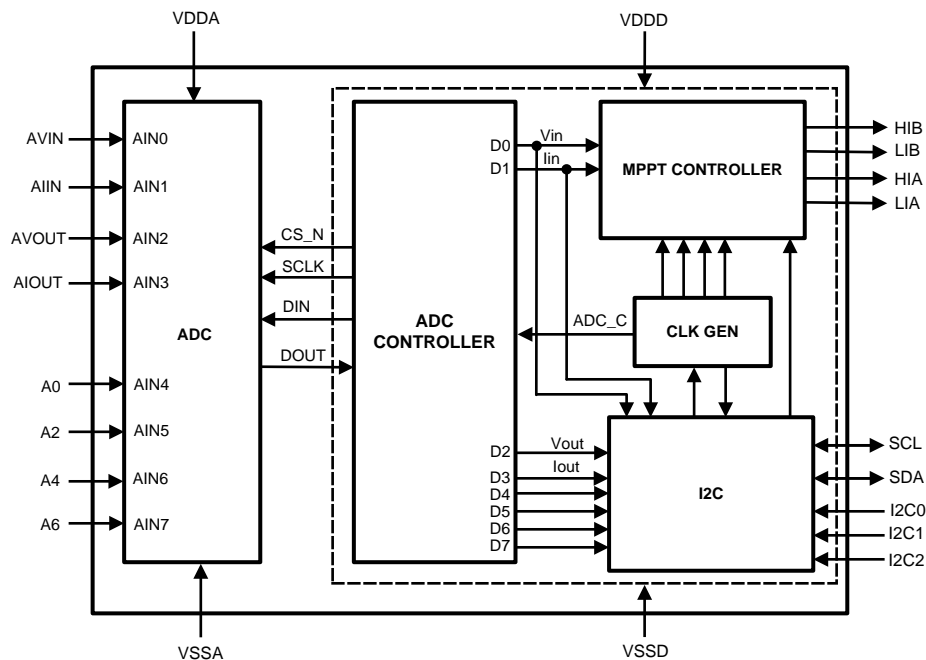 VDDA
VDDD
AVIN
AIN0
AIIN
AIN1
AVOUT
AIN2
AIOUT
AIN3
ADC
A0
AIN4
A2
AIN5
A4
AIN6
A6
AIN7
CS_N
SCLK
DIN
DOUT
ADC
CONTROLLER
D0
Vin
D1
Iin
MPPT CONTROLLER
HIB
LIB
HIA
LIA
ADC_C
CLK GEN
D2
Vout
D3
Iout
D4
D5
D6
D7
I2C
SCL
SDA
I2C0
I2C1
I2C2
VSSA
VSSD